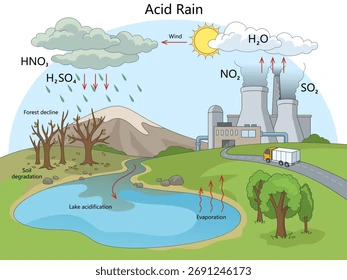 Acid Rain
Wind
H₂O
HNO₃
H₂SO₄
NO₂
SO₂
Forest decline
Soil
degradation
Lake acidification
Evaporation
shutterstock.com · 2691246173